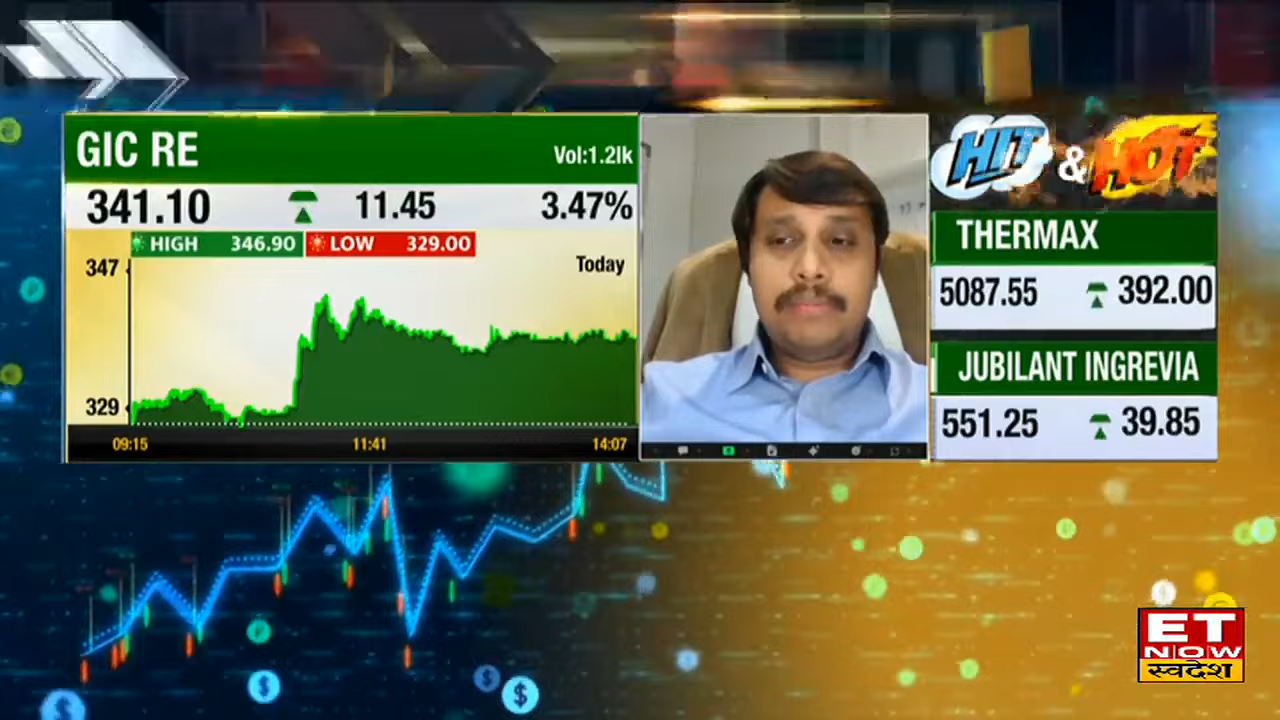 GIC RE
Vol:1.2lk
341.10 11.45 3.47%
HIGH 346.90 LOW 329.00
Today
347
329
09:15 11:41 14:07
HIT & HOT
THERMAX
5087.55 392.00
JUBILANT INGREVIA
551.25 39.85
ET
NOW
स्वदेश